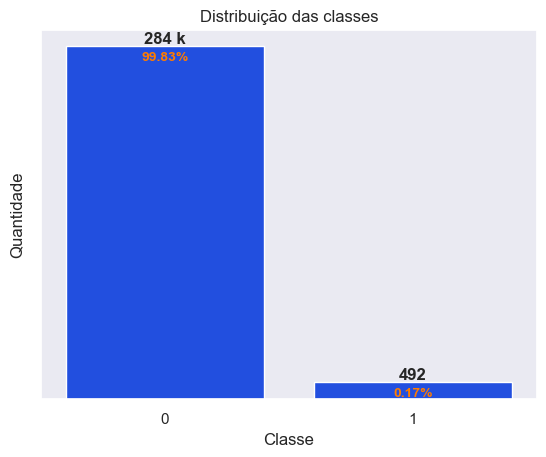 Distribuição das classes
284 k
99.83%
Quantidade
492
0.17%
0
1
Classe